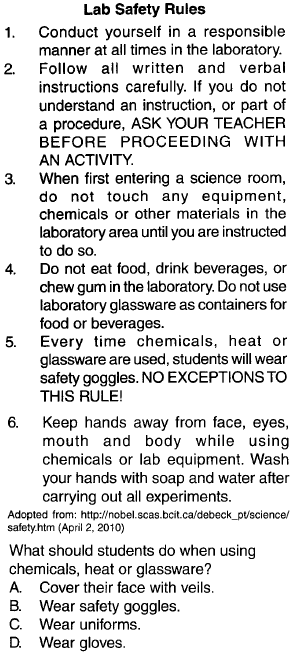 Lab Safety Rules
1. Conduct yourself in a responsible
manner at all times in the laboratory.
2. Follow all written and verbal
instructions carefully. If you do not
understand an instruction, or part of
a procedure, ASK YOUR TEACHER
BEFORE PROCEEDING WITH
AN ACTIVITY.
3. When first entering a science room,
do not touch any equipment,
chemicals or other materials in the
laboratory area until you are instructed
to do so.
4. Do not eat food, drink beverages, or
chew gum in the laboratory. Do not use
laboratory glassware as containers for
food or beverages.
5. Every time chemicals, heat or
glassware are used, students will wear
safety goggles. NO EXCEPTIONS TO
THIS RULE!
6. Keep hands away from face, eyes,
mouth and body while using
chemicals or lab equipment. Wash
your hands with soap and water after
carrying out all experiments.
Adopted from: http://nobel.scas.bcit.ca/debeck_pt/science/
safety.htm (April 2, 2010)
What should students do when using
chemicals, heat or glassware?
A. Cover their face with veils.
B. Wear safety goggles.
C. Wear uniforms.
D. Wear gloves.